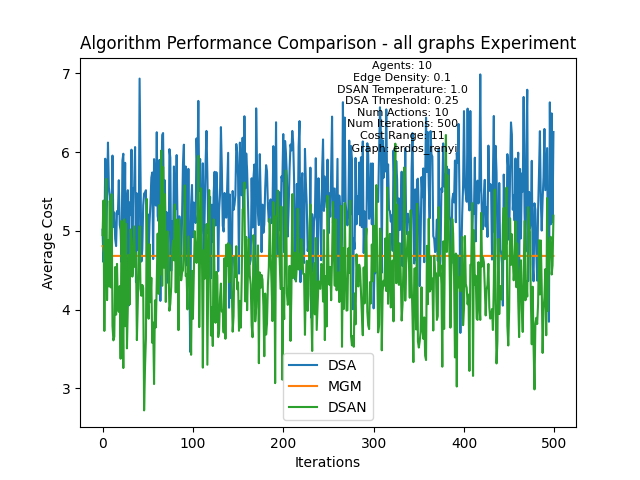 Algorithm Performance Comparison - all graphs Experiment
Agents: 10
Edge Density: 0.1
DSAN Temperature: 1.0
DSA Threshold: 0.25
Num Actions: 10
Num Iterations: 500
Cost Range: 11
Graph: erdos_renyi
7
6
5
4
3
Average Cost
DSA
MGM
DSAN
0 100 200 300 400 500
Iterations